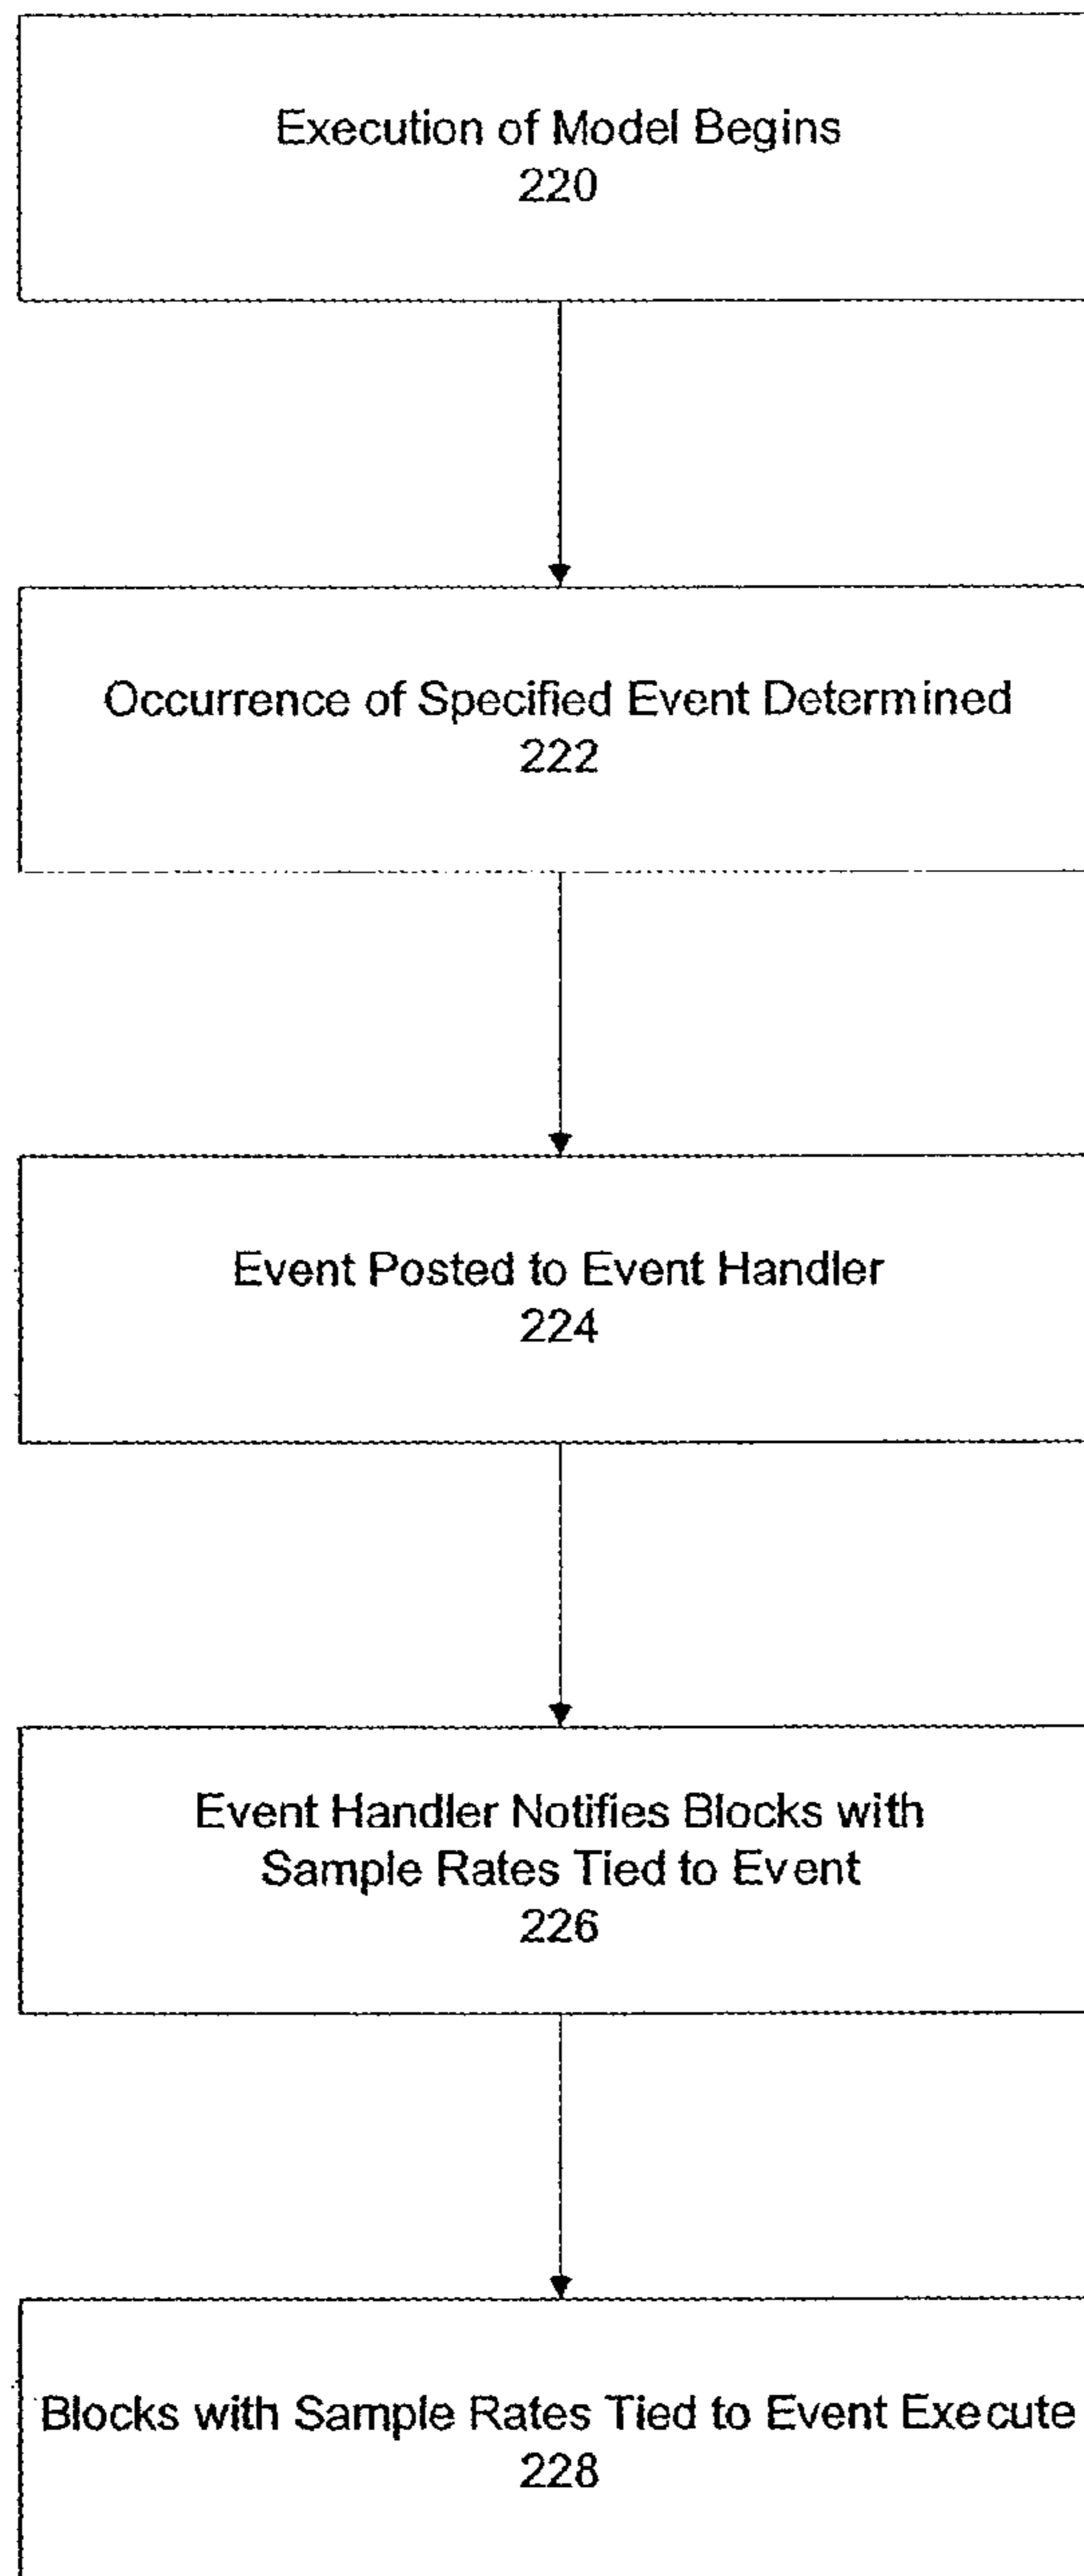 Execution of Model Begins
220
Occurrence of Specified Event Determined
222
Event Posted to Event Handler
224
Event Handler Notifies Blocks with
Sample Rates Tied to Event
226
Blocks with Sample Rates Tied to Event Execute
228